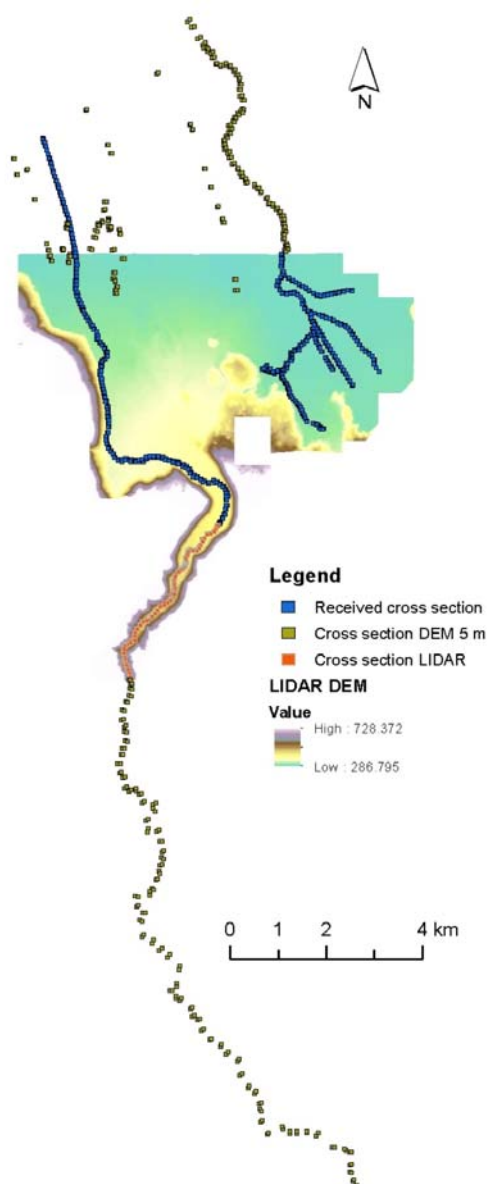 N
Legend
Received cross section
Cross section DEM 5 m
Cross section LIDAR
LIDAR DEM
Value
High : 728.372
Low : 286.795
0 1 2 4 km